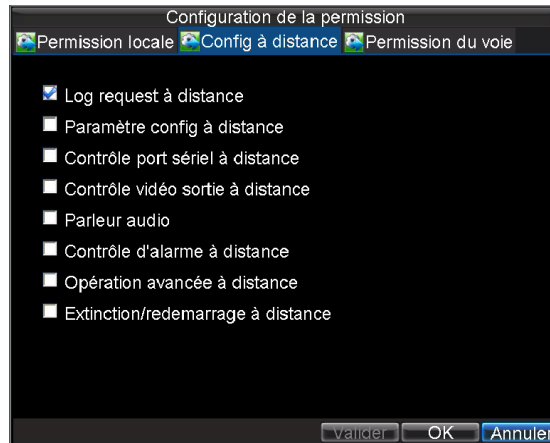 Configuration de la permission
Permission locale Config à distance Permission du voie
Log request à distance
Paramètre config à distance
Contrôle port sériel à distance
Contrôle vidéo sortie à distance
Parleur audio
Contrôle d'alarme à distance
Opération avancée à distance
Extinction/redemarrage à distance
Valider OK Annuler